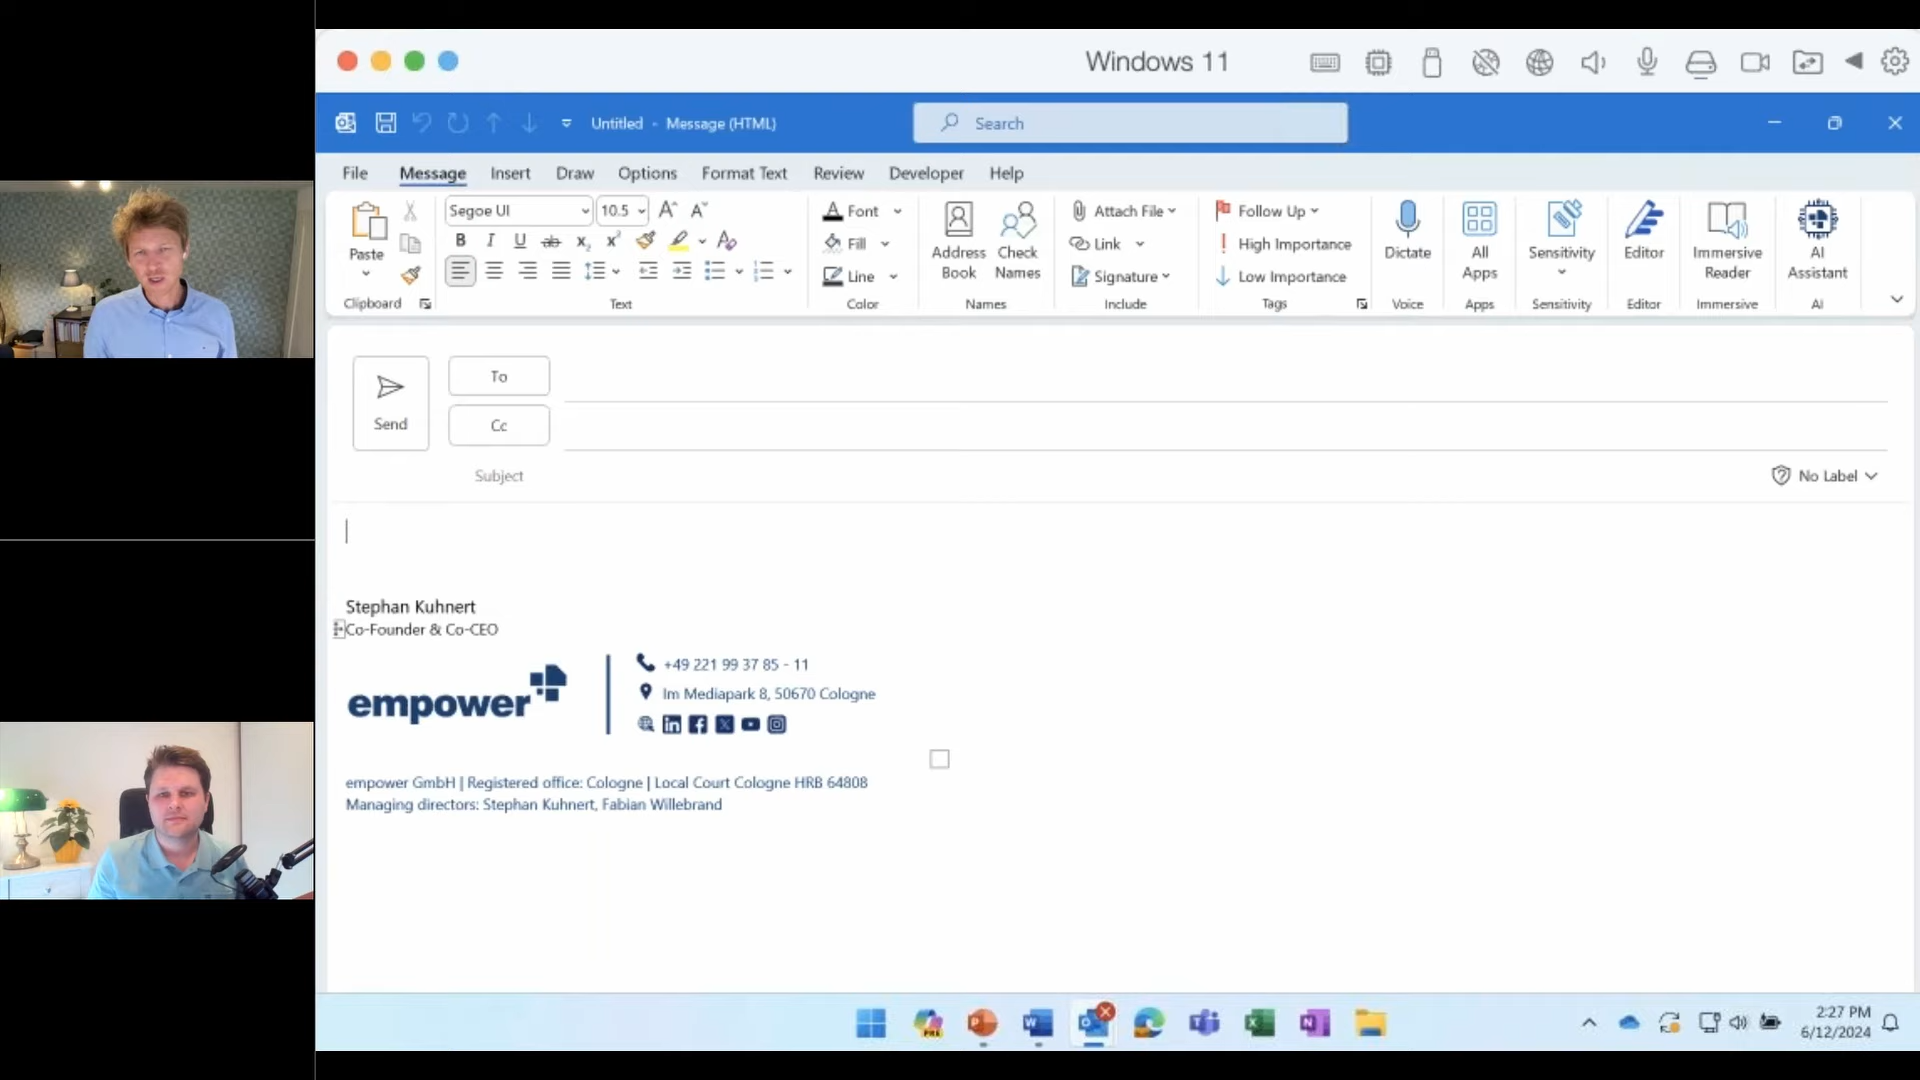 Windows 11
Untitled - Message (HTML)
Search
File Message Insert Draw Options Format Text Review Developer Help
Paste
Clipboard
Segoe UI 10.5
B I U ab x₂ x²
Text
Font
Fill
Line
Color
Address Book
Check Names
Names
Attach File
Link
Signature
Include
Follow Up
High Importance
Low Importance
Tags
Dictate
Voice
All Apps
Apps
Sensitivity
Sensitivity
Editor
Editor
Immersive Reader
Immersive
AI Assistant
AI
Send
To
Cc
Subject
No Label
Stephan Kuhnert
Co-Founder & Co-CEO
empower
+49 221 99 37 85 - 11
Im Mediapark 8, 50670 Cologne
empower GmbH | Registered office: Cologne | Local Court Cologne HRB 64808
Managing directors: Stephan Kuhnert, Fabian Willebrand
2:27 PM
6/12/2024